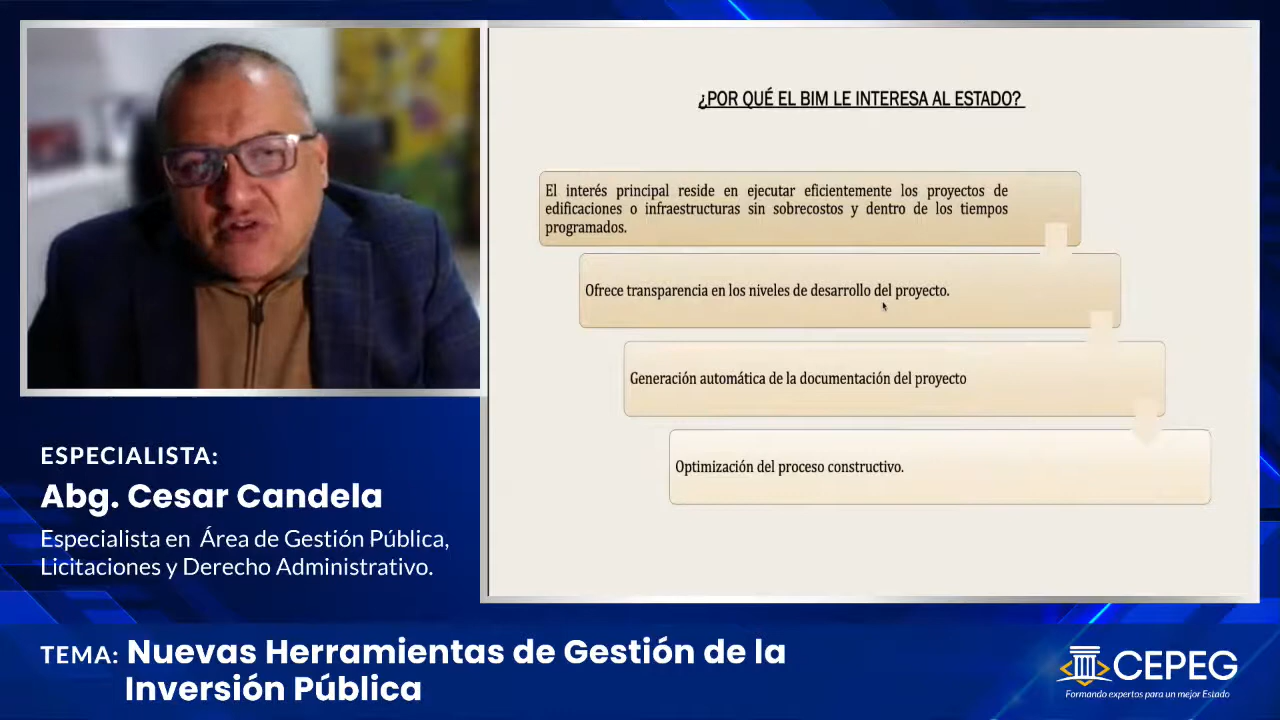 ¿POR QUÉ EL BIM LE INTERESA AL ESTADO?
El interés principal reside en ejecutar eficientemente los proyectos de
edificaciones o infraestructuras sin sobrecostos y dentro de los tiempos
programados.
Ofrece transparencia en los niveles de desarrollo del proyecto.
Generación automática de la documentación del proyecto
Optimización del proceso constructivo.
ESPECIALISTA:
Abg. Cesar Candela
Especialista en Área de Gestión Pública,
Licitaciones y Derecho Administrativo.
TEMA: Nuevas Herramientas de Gestión de la
Inversión Pública
CEPEG
Formando expertos para un mejor Estado